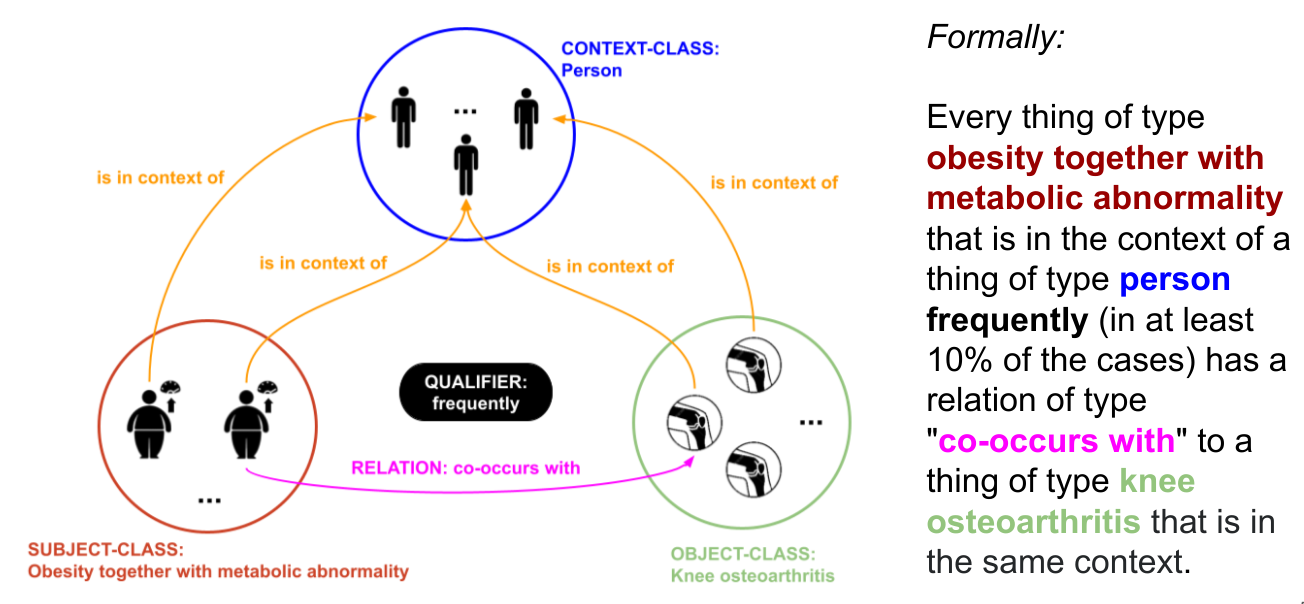 CONTEXT-CLASS:
Person
...
is in context of
is in context of
is in context of
is in context of
QUALIFIER:
frequently
...
RELATION: co-occurs with
...
SUBJECT-CLASS:
Obesity together with metabolic abnormality
OBJECT-CLASS:
Knee osteoarthritis
Formally:
Every thing of type
obesity together with
metabolic abnormality
that is in the context of a
thing of type person
frequently (in at least
10% of the cases) has a
relation of type
"co-occurs with" to a
thing of type knee
osteoarthritis that is in
the same context.